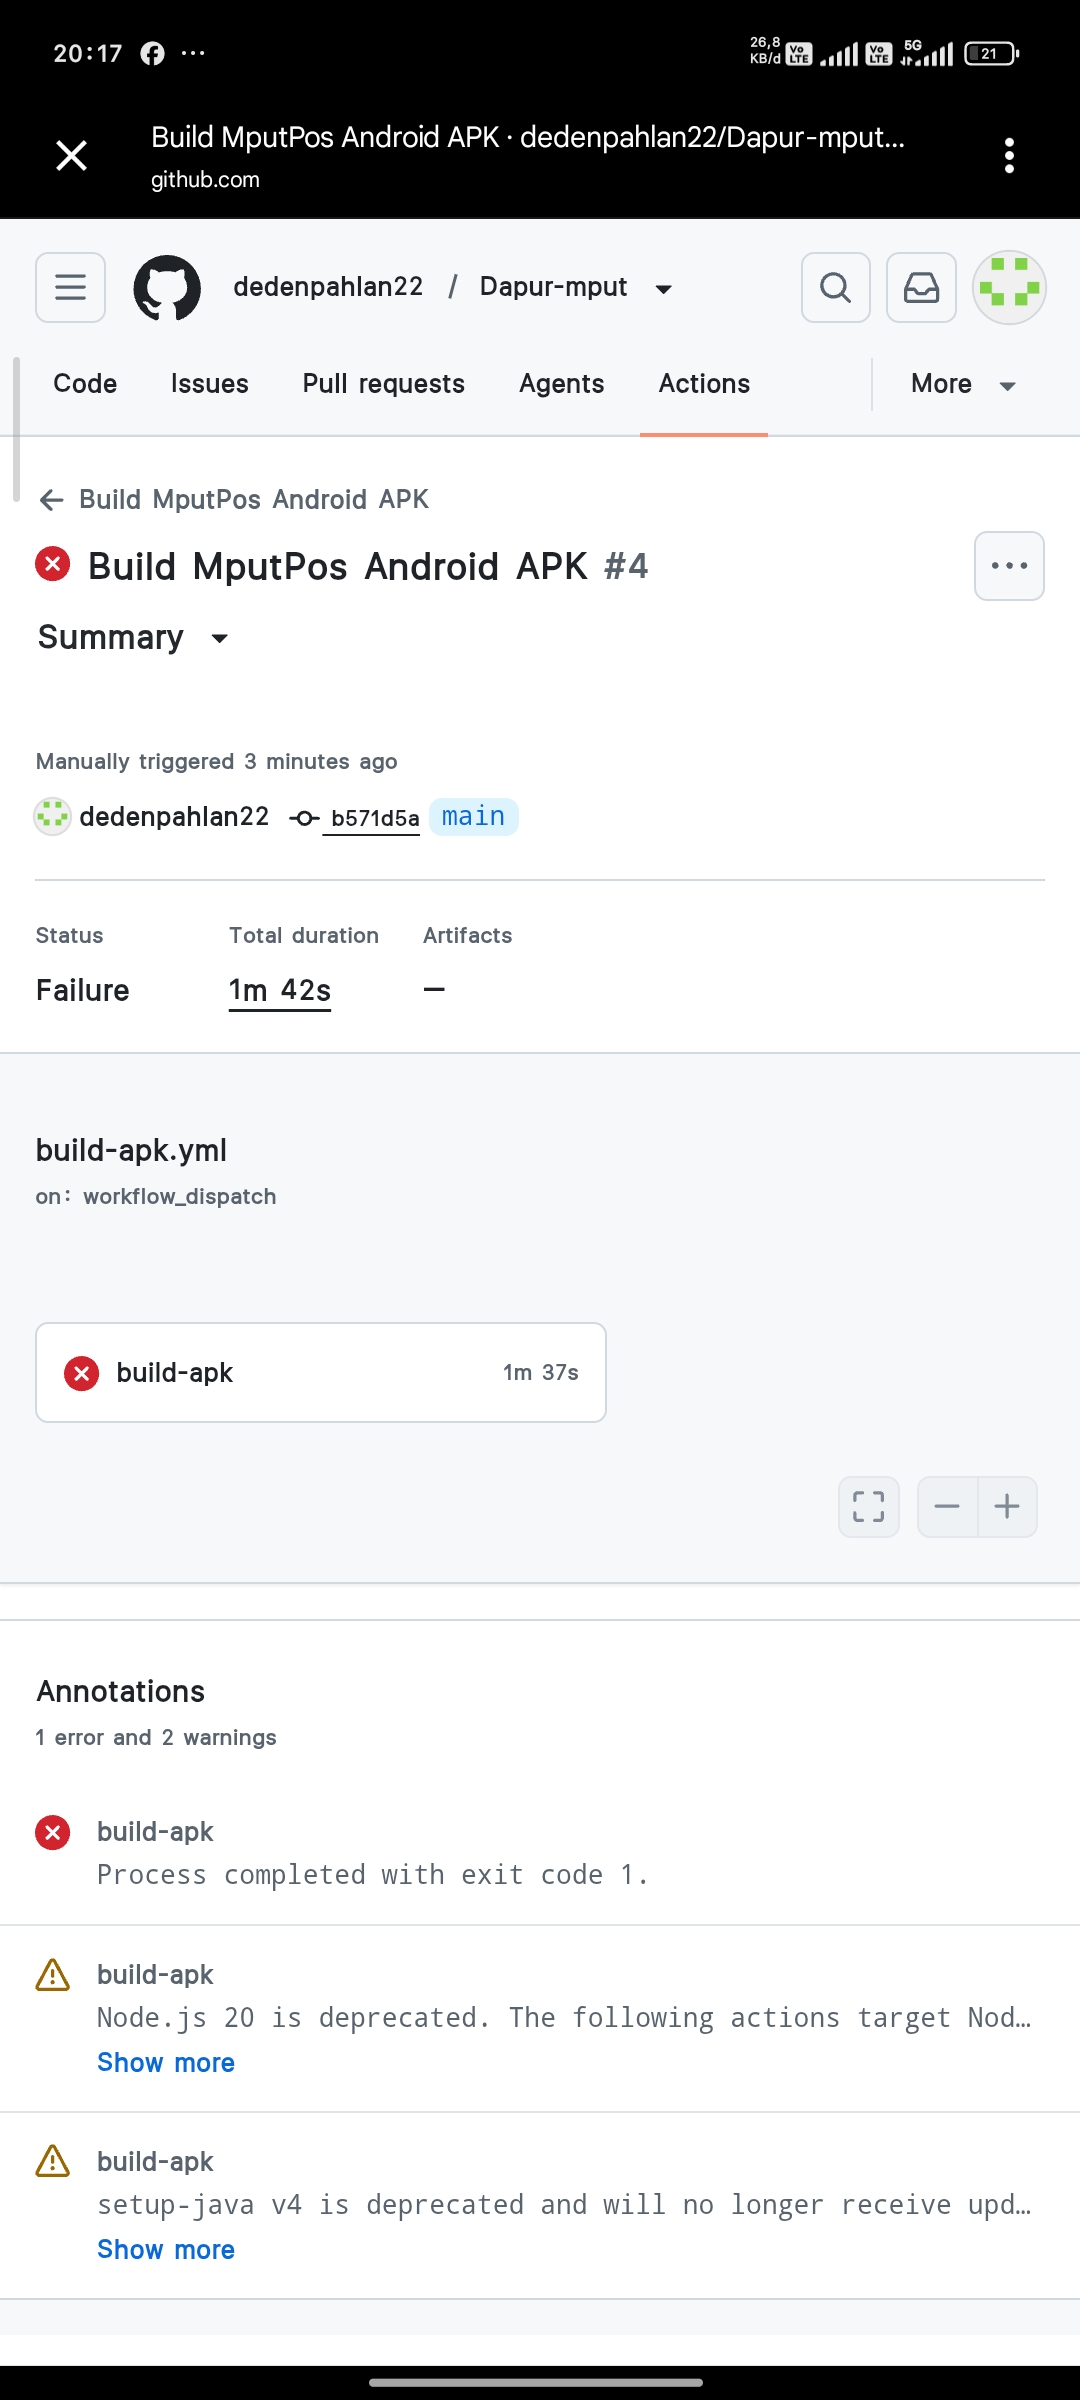 20:17
26,8 KB/d
Vo LTE
Vo LTE
5G
21
Build MputPos Android APK · dedenpahlan22/Dapur-mput...
github.com
dedenpahlan22 / Dapur-mput
Code Issues Pull requests Agents Actions More
Build MputPos Android APK
Build MputPos Android APK #4
Summary
Manually triggered 3 minutes ago
dedenpahlan22 b571d5a main
Status Total duration Artifacts
Failure 1m 42s –
build-apk.yml
on: workflow_dispatch
build-apk 1m 37s
Annotations
1 error and 2 warnings
build-apk
Process completed with exit code 1.
build-apk
Node.js 20 is deprecated. The following actions target Nod…
Show more
build-apk
setup-java v4 is deprecated and will no longer receive upd…
Show more